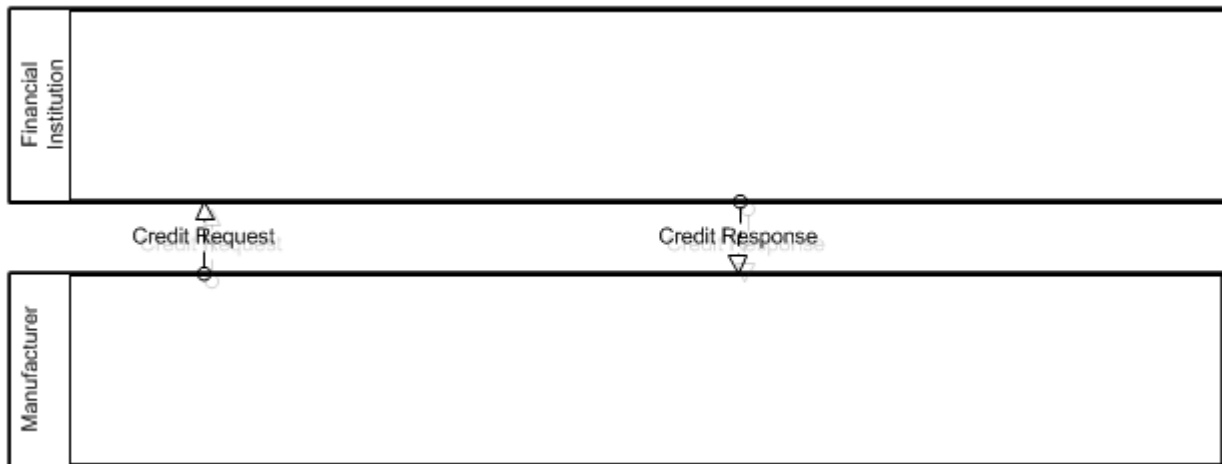 Financial
Institution
Credit Request
Credit Response
Manufacturer